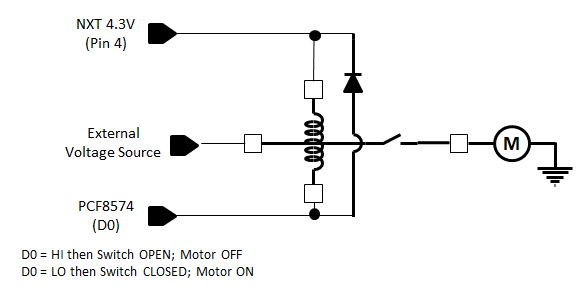 NXT 4.3V
(Pin 4)
External
Voltage Source
M
PCF8574
(D0)
D0 = HI then Switch OPEN; Motor OFF
D0 = LO then Switch CLOSED; Motor ON